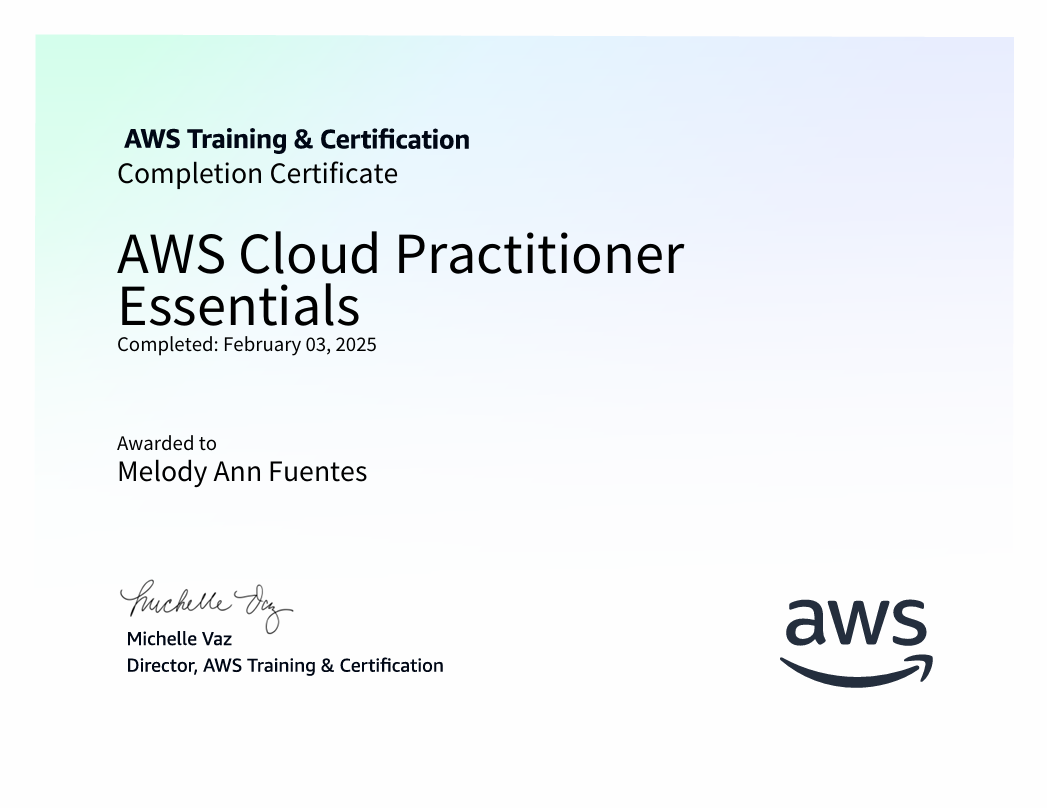 AWS Training & Certification
Completion Certificate
AWS Cloud Practitioner
Essentials
Completed: February 03, 2025
Awarded to
Melody Ann Fuentes
Michelle Vaz
Michelle Vaz
Director, AWS Training & Certification
aws